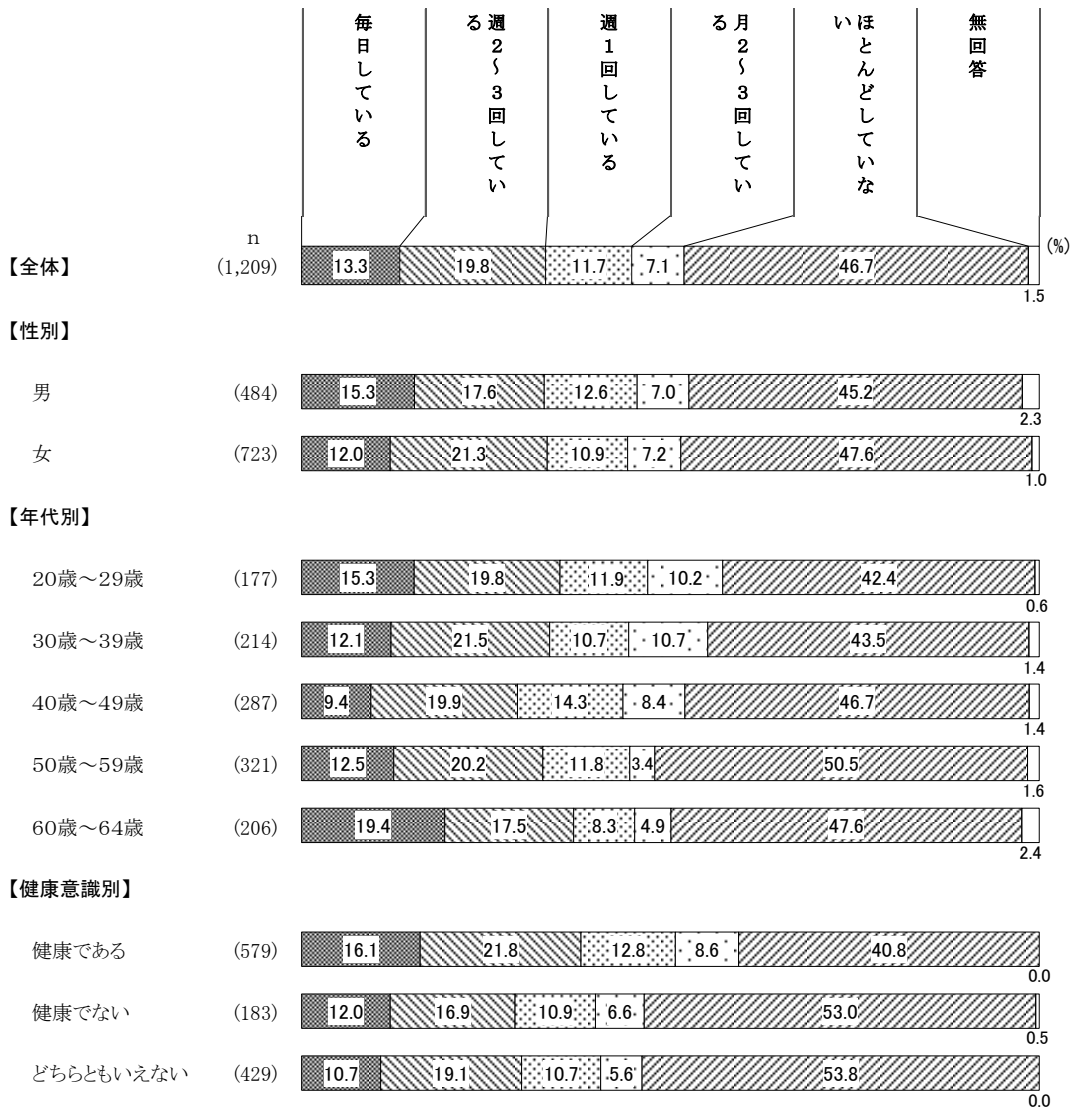 毎日している
週２～３回してい
る
週１回している
月２～３回してい
る
ほとんどしていな
い
無回答
n
(%)
【全体】 (1,209) 13.3 19.8 11.7 7.1 46.7
1.5
【性別】
男 (484) 15.3 17.6 12.6 7.0 45.2
2.3
女 (723) 12.0 21.3 10.9 7.2 47.6
1.0
【年代別】
20歳～29歳 (177) 15.3 19.8 11.9 10.2 42.4
0.6
30歳～39歳 (214) 12.1 21.5 10.7 10.7 43.5
1.4
40歳～49歳 (287) 9.4 19.9 14.3 8.4 46.7
1.4
50歳～59歳 (321) 12.5 20.2 11.8 3.4 50.5
1.6
60歳～64歳 (206) 19.4 17.5 8.3 4.9 47.6
2.4
【健康意識別】
健康である (579) 16.1 21.8 12.8 8.6 40.8
0.0
健康でない (183) 12.0 16.9 10.9 6.6 53.0
0.5
どちらともいえない (429) 10.7 19.1 10.7 5.6 53.8
0.0